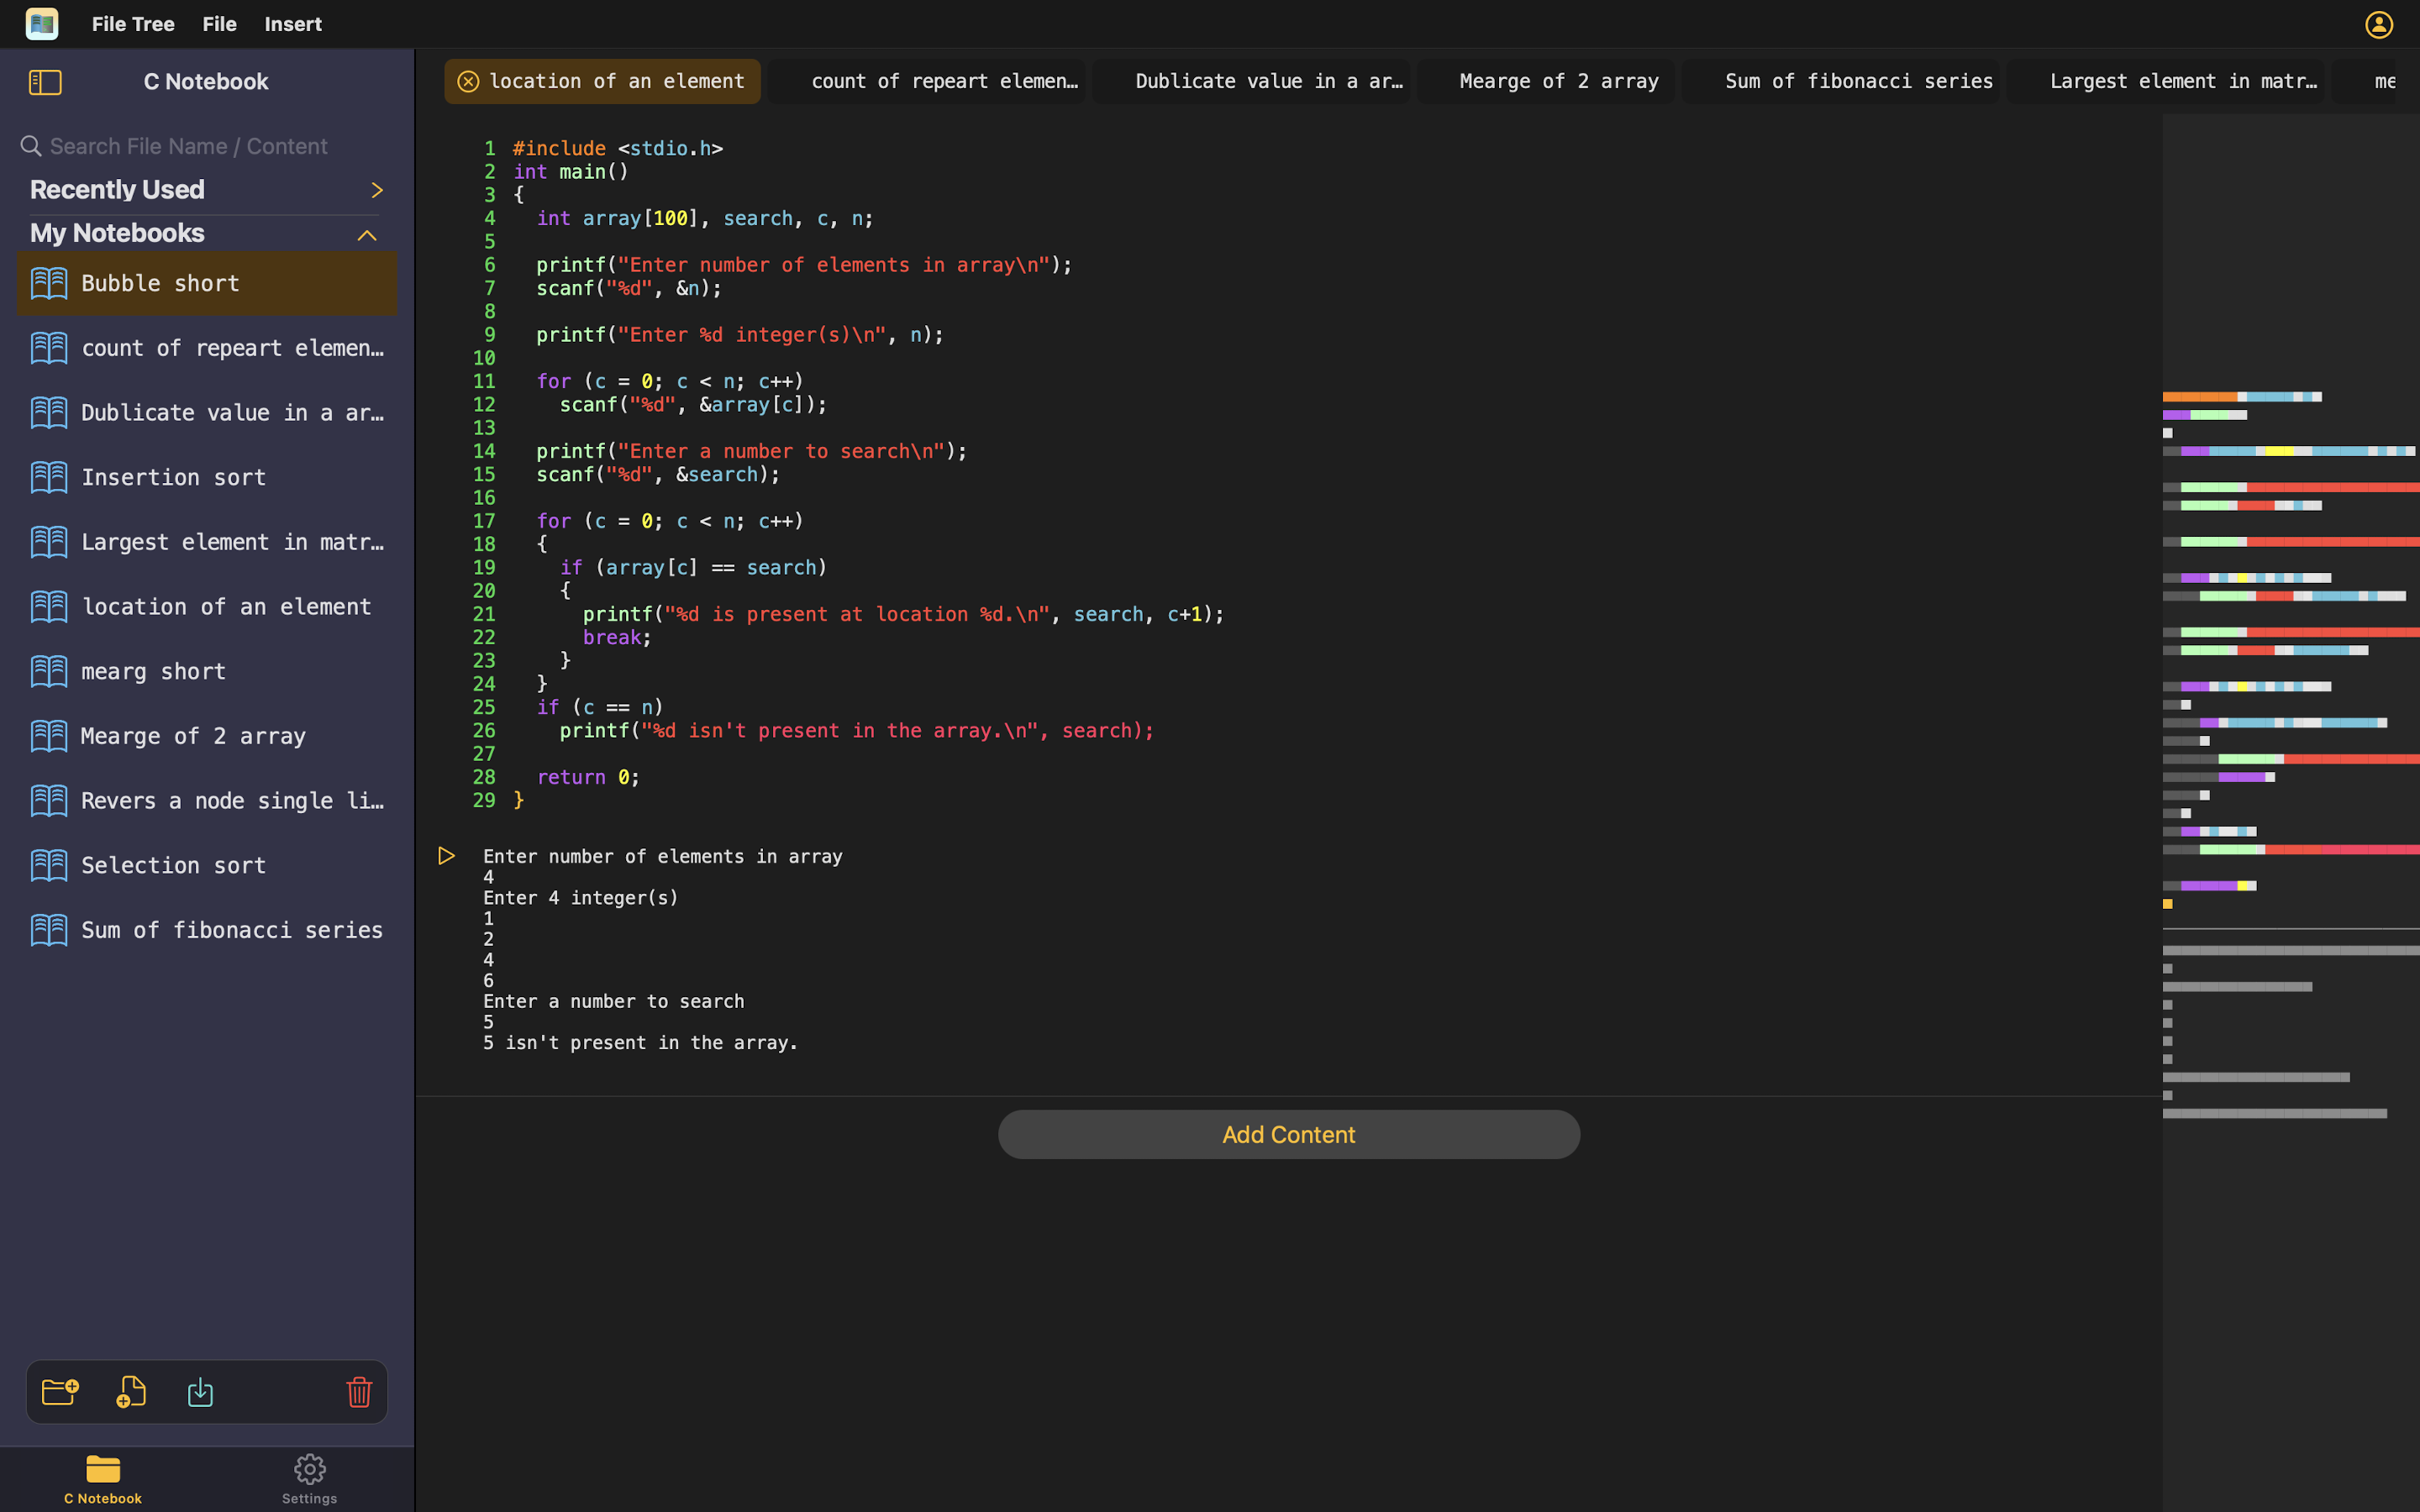 File Tree File Insert
C Notebook
Search File Name / Content
Recently Used
My Notebooks
Bubble short
count of repeart elemen…
Dublicate value in a ar…
Insertion sort
Largest element in matr…
location of an element
mearg short
Mearge of 2 array
Revers a node single li…
Selection sort
Sum of fibonacci series
C Notebook
Settings
location of an element count of repeart elemen… Dublicate value in a ar… Mearge of 2 array Sum of fibonacci series Largest element in matr… me
1 #include <stdio.h>
2 int main()
3 {
4   int array[100], search, c, n;
5
6   printf("Enter number of elements in array\n");
7   scanf("%d", &n);
8
9   printf("Enter %d integer(s)\n", n);
10
11   for (c = 0; c < n; c++)
12     scanf("%d", &array[c]);
13
14   printf("Enter a number to search\n");
15   scanf("%d", &search);
16
17   for (c = 0; c < n; c++)
18   {
19     if (array[c] == search)
20     {
21       printf("%d is present at location %d.\n", search, c+1);
22       break;
23     }
24   }
25   if (c == n)
26     printf("%d isn't present in the array.\n", search);
27
28   return 0;
29 }
Enter number of elements in array
4
Enter 4 integer(s)
1
2
4
6
Enter a number to search
5
5 isn't present in the array.
Add Content